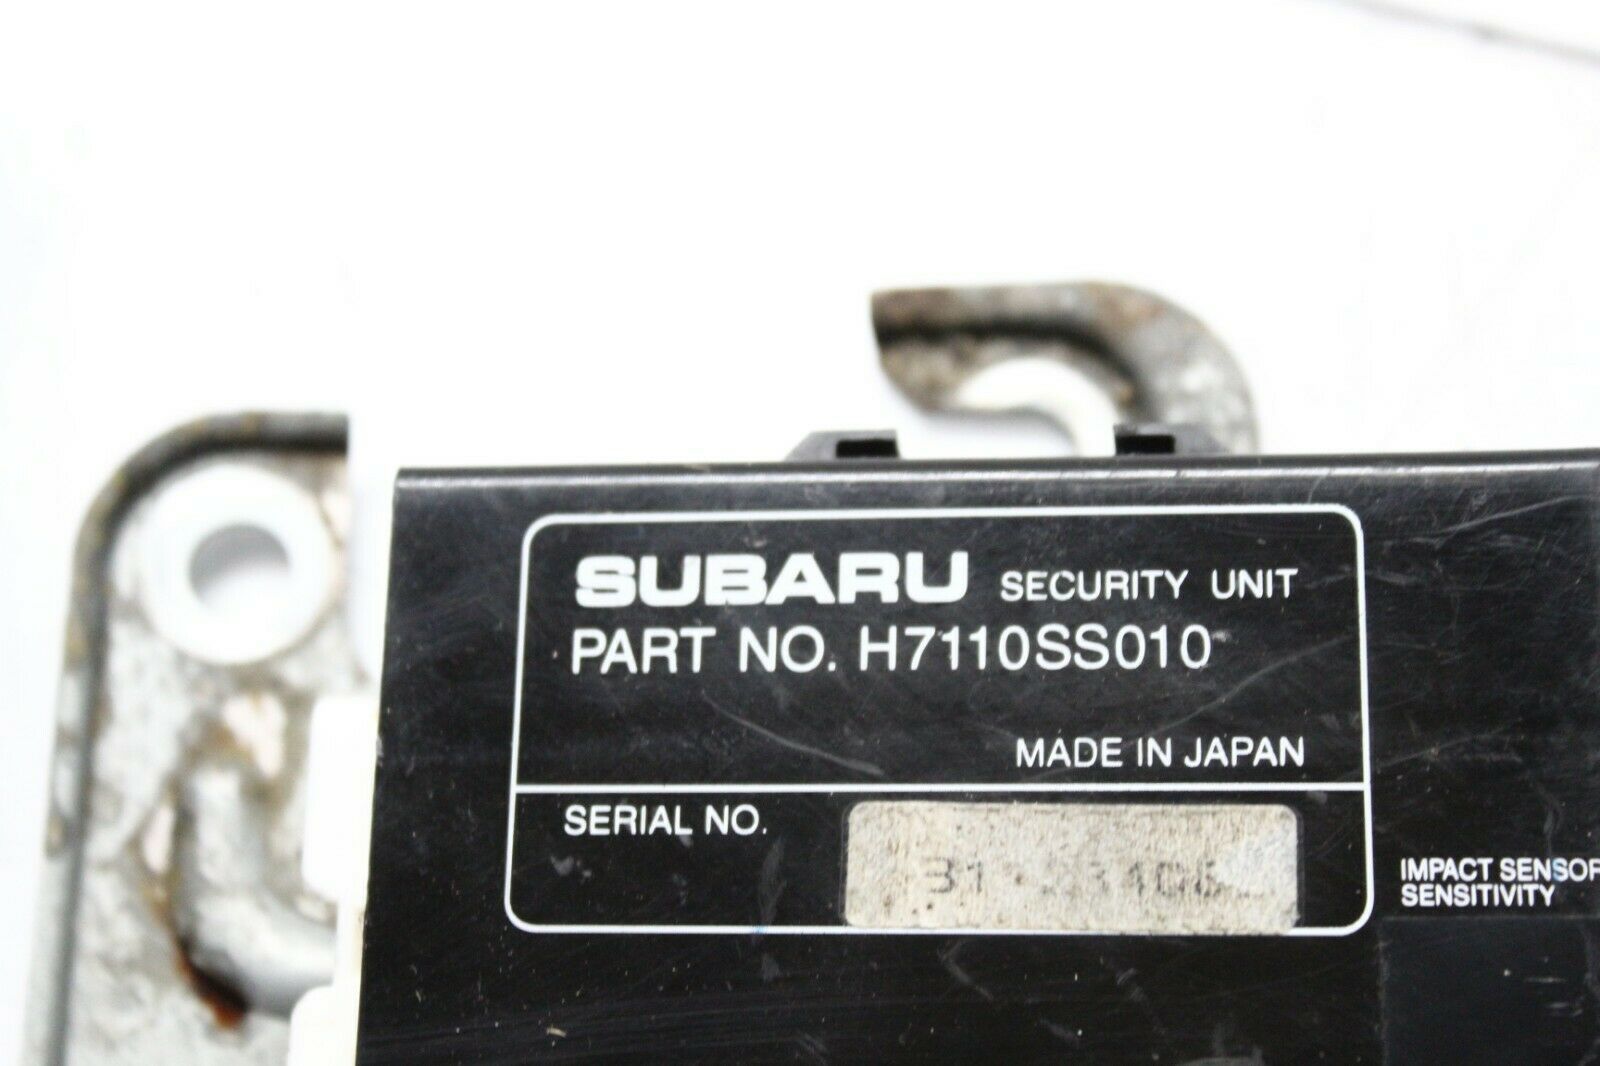 SUBARU SECURITY UNIT
PART NO. H7110SS010
MADE IN JAPAN
SERIAL NO.
IMPACT SENSOR
SENSITIVITY